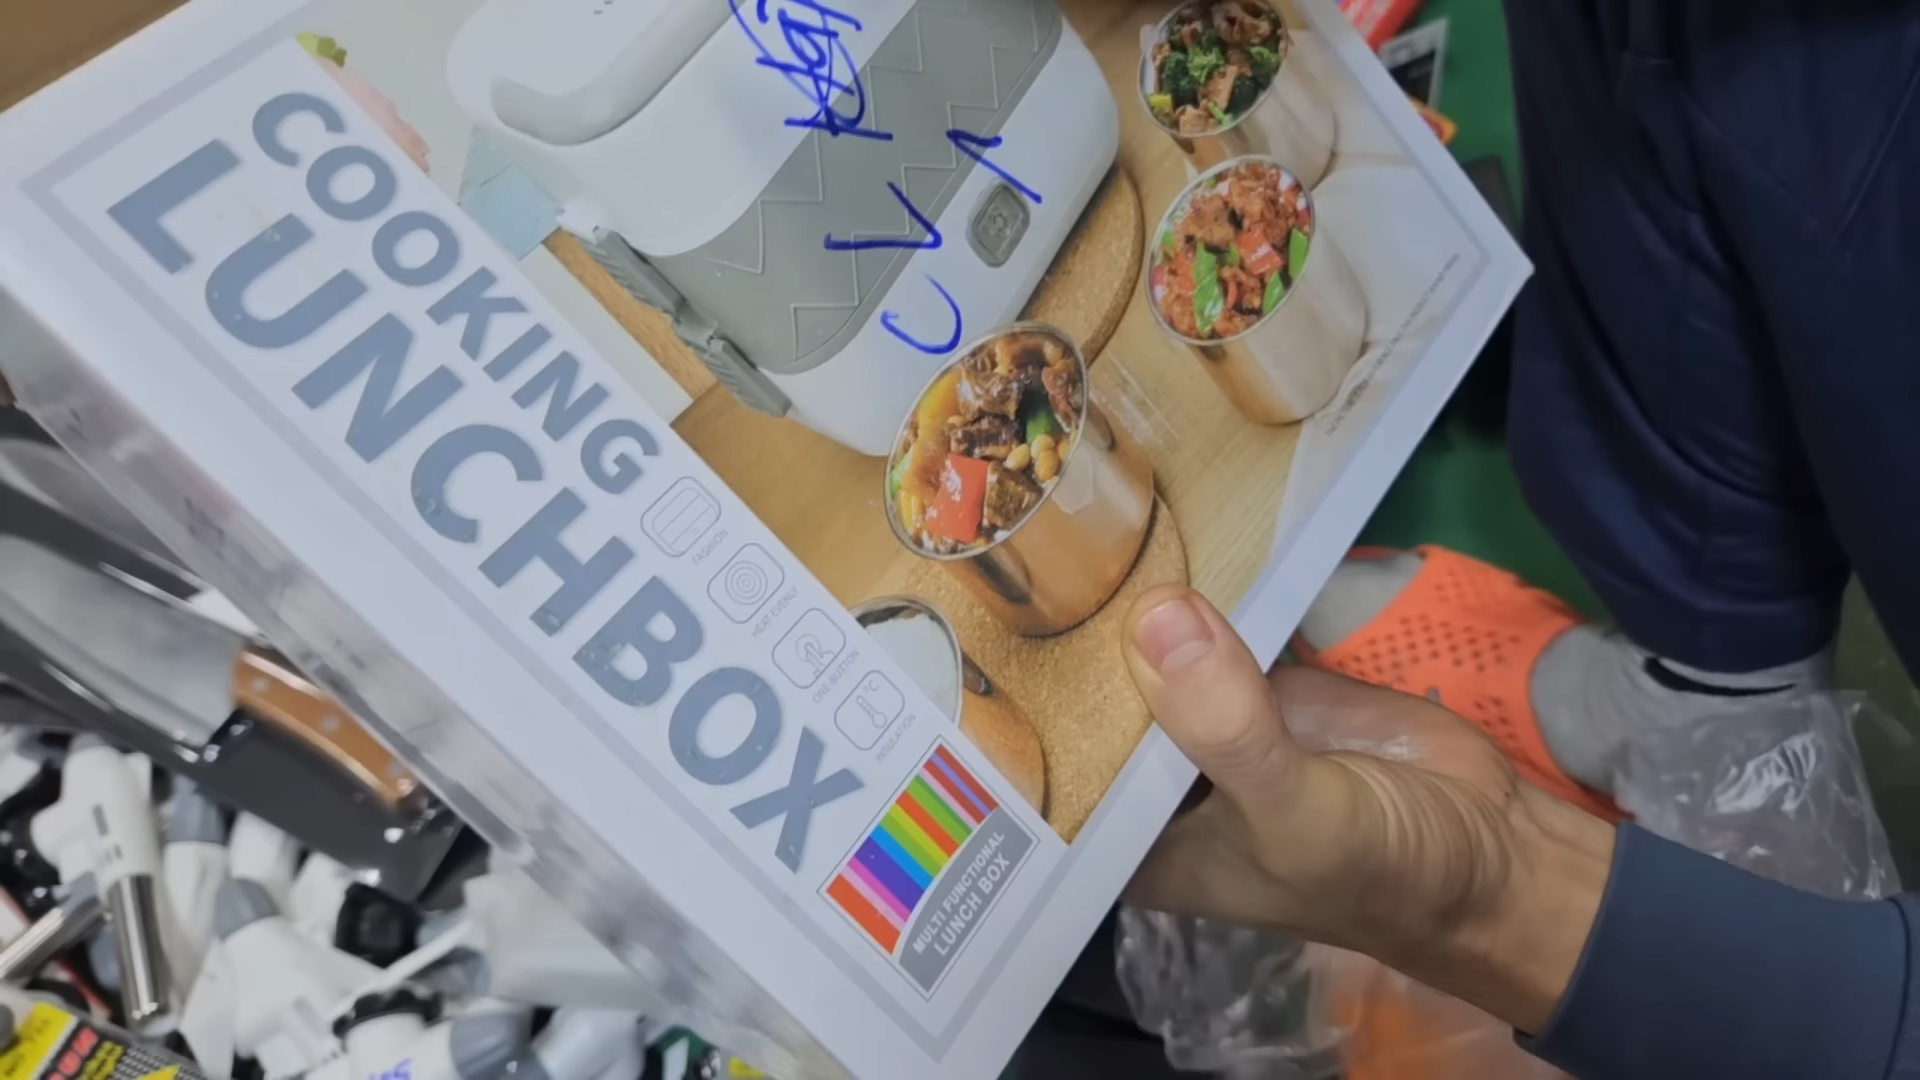 COOKING
LUNCHBOX
FASHION
HEAT EVENLY
ONE-BUTTON
INSULATION
MULTI FUNCTIONAL
LUNCH BOX